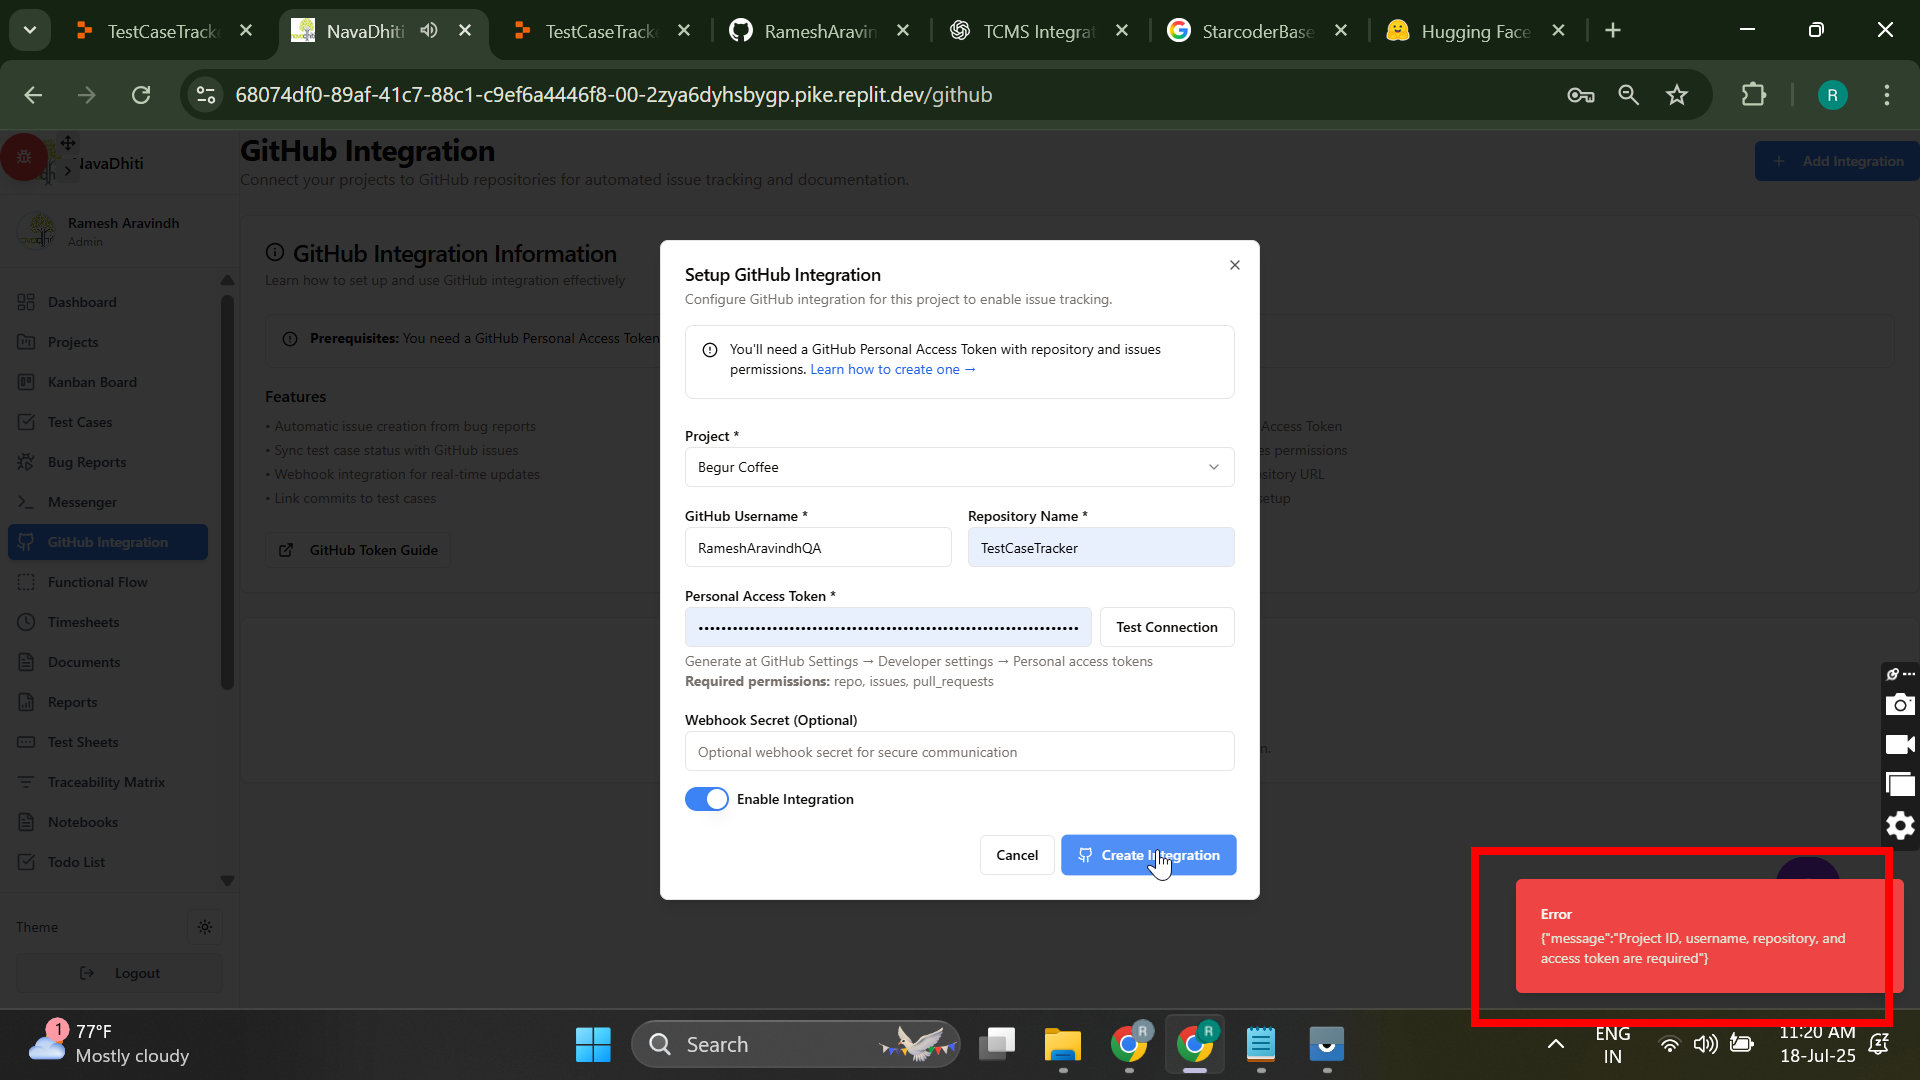 TestCaseTrack
NavaDhiti
TestCaseTrack
RameshAravin
TCMS Integrat
StarcoderBase
Hugging Face
68074df0-89af-41c7-88c1-c9ef6a4446f8-00-2zya6dyhsbygp.pike.replit.dev/github
R
NavaDhiti
GitHub Integration
Connect your projects to GitHub repositories for automated issue tracking and documentation.
+ Add Integration
Ramesh Aravindh
Admin
GitHub Integration Information
Learn how to set up and use GitHub integration effectively
Prerequisites: You need a GitHub Personal Access Token
Features
• Automatic issue creation from bug reports
• Sync test case status with GitHub issues
• Webhook integration for real-time updates
• Link commits to test cases
GitHub Token Guide
Access Token
permissions
URL
setup
Dashboard
Projects
Kanban Board
Test Cases
Bug Reports
Messenger
GitHub Integration
Functional Flow
Timesheets
Documents
Reports
Test Sheets
Traceability Matrix
Notebooks
Todo List
Theme
Logout
Setup GitHub Integration
Configure GitHub integration for this project to enable issue tracking.
You'll need a GitHub Personal Access Token with repository and issues
permissions. Learn how to create one →
Project *
Begur Coffee
GitHub Username *
Repository Name *
RameshAravindhQA
TestCaseTracker
Personal Access Token *
Test Connection
Generate at GitHub Settings → Developer settings → Personal access tokens
Required permissions: repo, issues, pull_requests
Webhook Secret (Optional)
Optional webhook secret for secure communication
Enable Integration
Cancel
Create Integration
Error
{"message":"Project ID, username, repository, and
access token are required"}
1
77°F
Mostly cloudy
Search
R
R
ENG
IN
11:20 AM
18-Jul-25